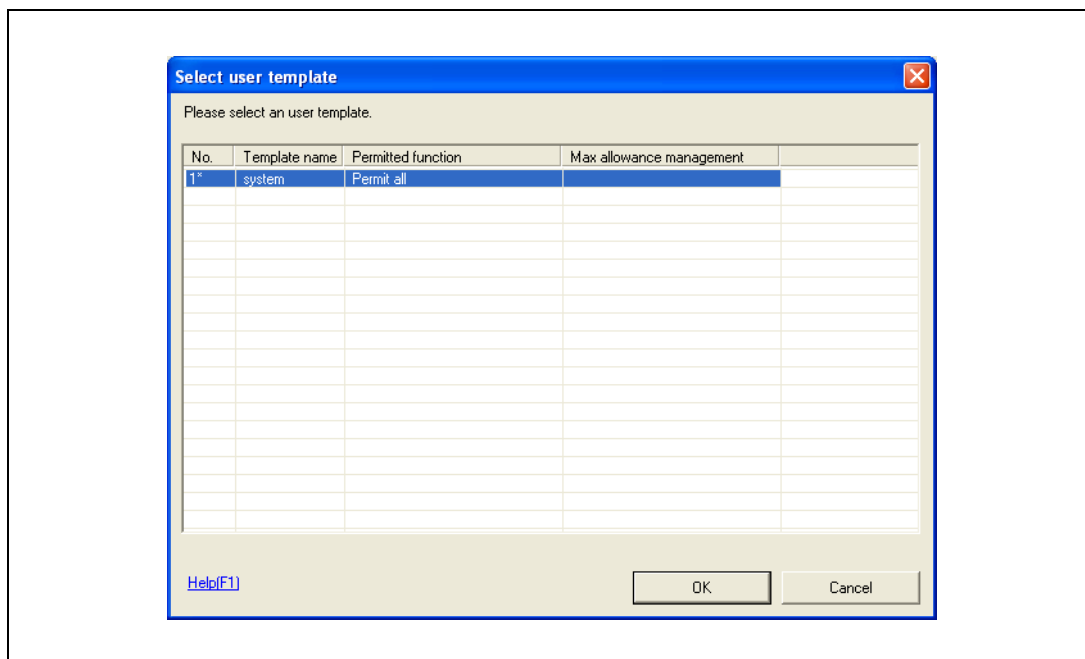 Select user template
Please select an user template.
No. Template name Permitted function Max allowance management
1* system Permit all
Help(F1) OK Cancel